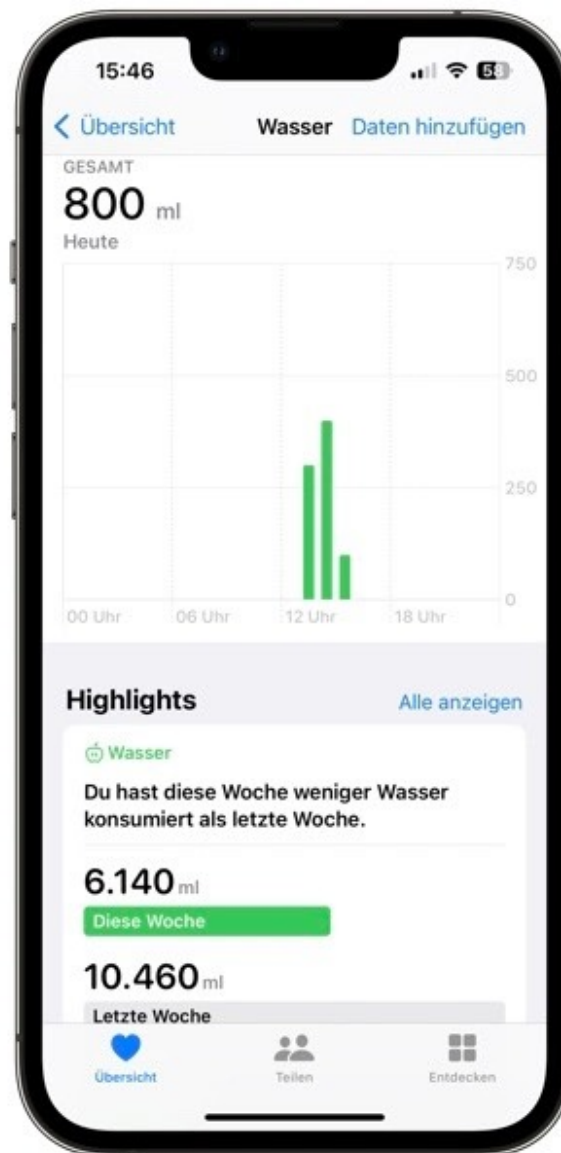 15:46
58
Übersicht
Wasser
Daten hinzufügen
GESAMT
800 ml
Heute
750
500
250
0
00 Uhr
06 Uhr
12 Uhr
18 Uhr
Highlights
Alle anzeigen
Wasser
Du hast diese Woche weniger Wasser
konsumiert als letzte Woche.
6.140 ml
Diese Woche
10.460 ml
Letzte Woche
Übersicht
Teilen
Entdecken